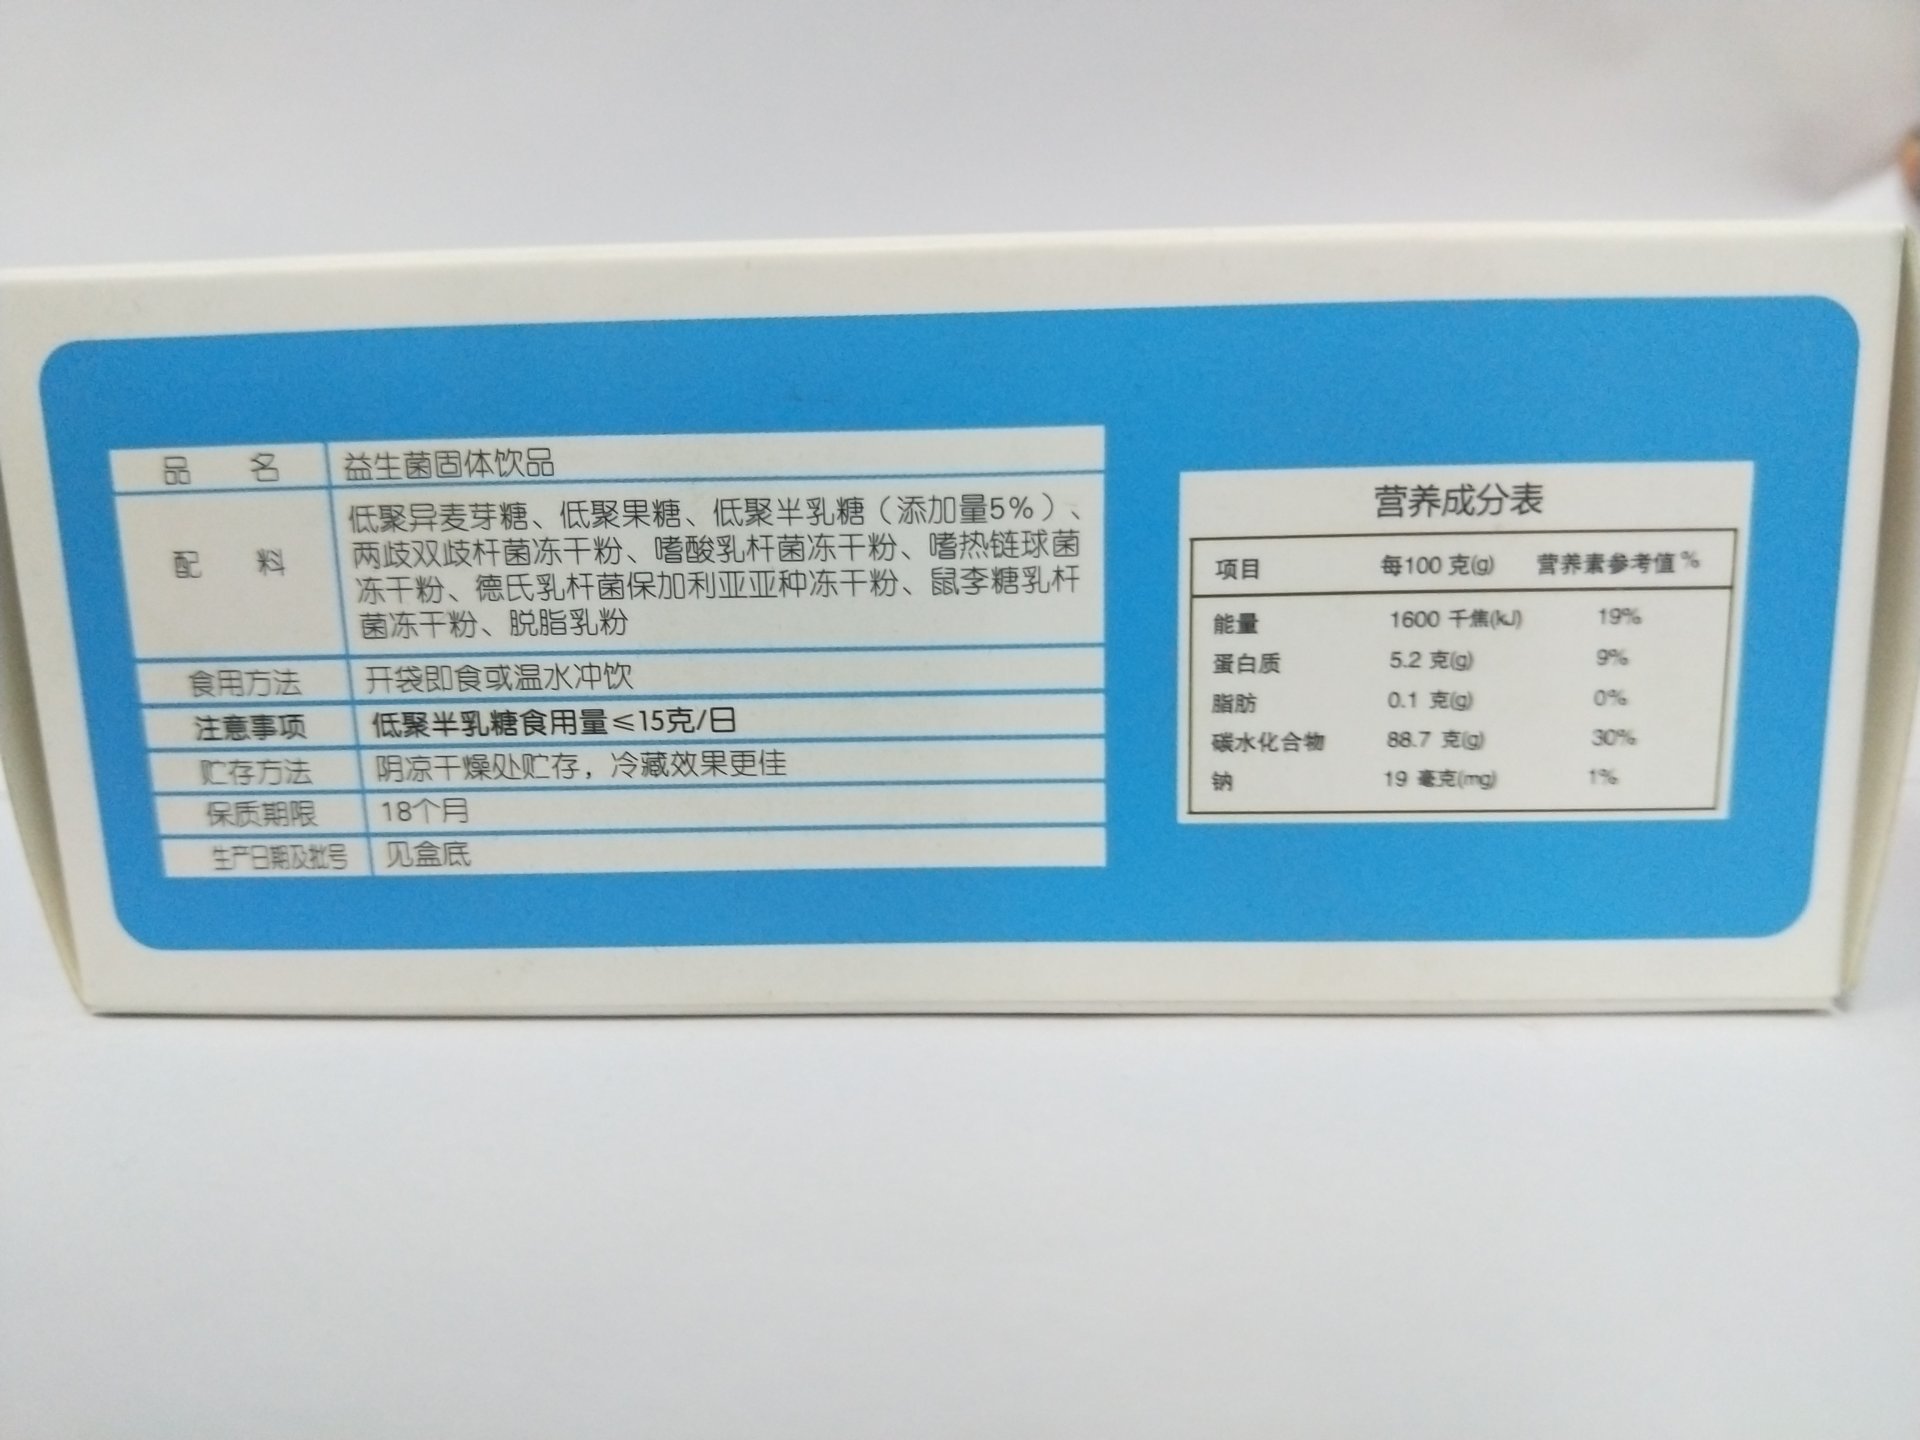 品 名 益生菌固体饮品
配 料 低聚异麦芽糖、低聚果糖、低聚半乳糖（添加量5%）、
两歧双歧杆菌冻干粉、嗜酸乳杆菌冻干粉、嗜热链球菌
冻干粉、德氏乳杆菌保加利亚亚种冻干粉、鼠李糖乳杆
菌冻干粉、脱脂乳粉
食用方法 开袋即食或温水冲饮
注意事项 低聚半乳糖食用量≤15克/日
贮存方法 阴凉干燥处贮存，冷藏效果更佳
保质期限 18个月
生产日期及批号 见盒底
营养成分表
项目 每100 克(g) 营养素参考值 %
能量 1600 千焦(kJ) 19%
蛋白质 5.2 克(g) 9%
脂肪 0.1 克(g) 0%
碳水化合物 88.7 克(g) 30%
钠 19 毫克(mg) 1%